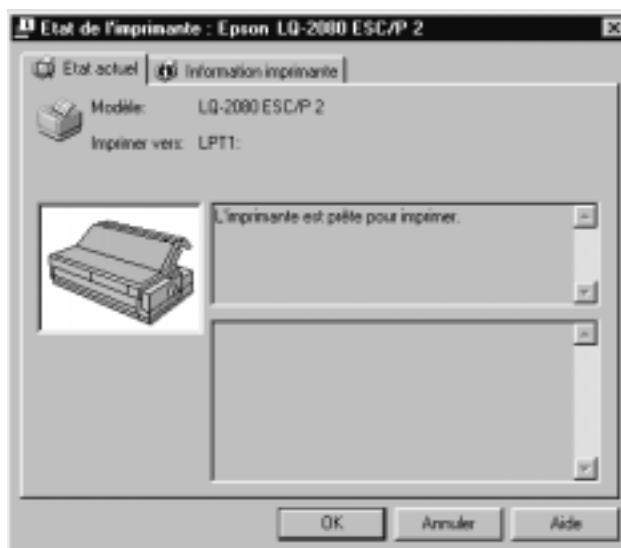 Etat de l'imprimante : Epson LQ-2080 ESC/P 2
Etat actuel Information imprimante
Modèle: LQ-2080 ESC/P 2
Imprimer vers: LPT1:
L'imprimante est prête pour imprimer.
OK Annuler Aide